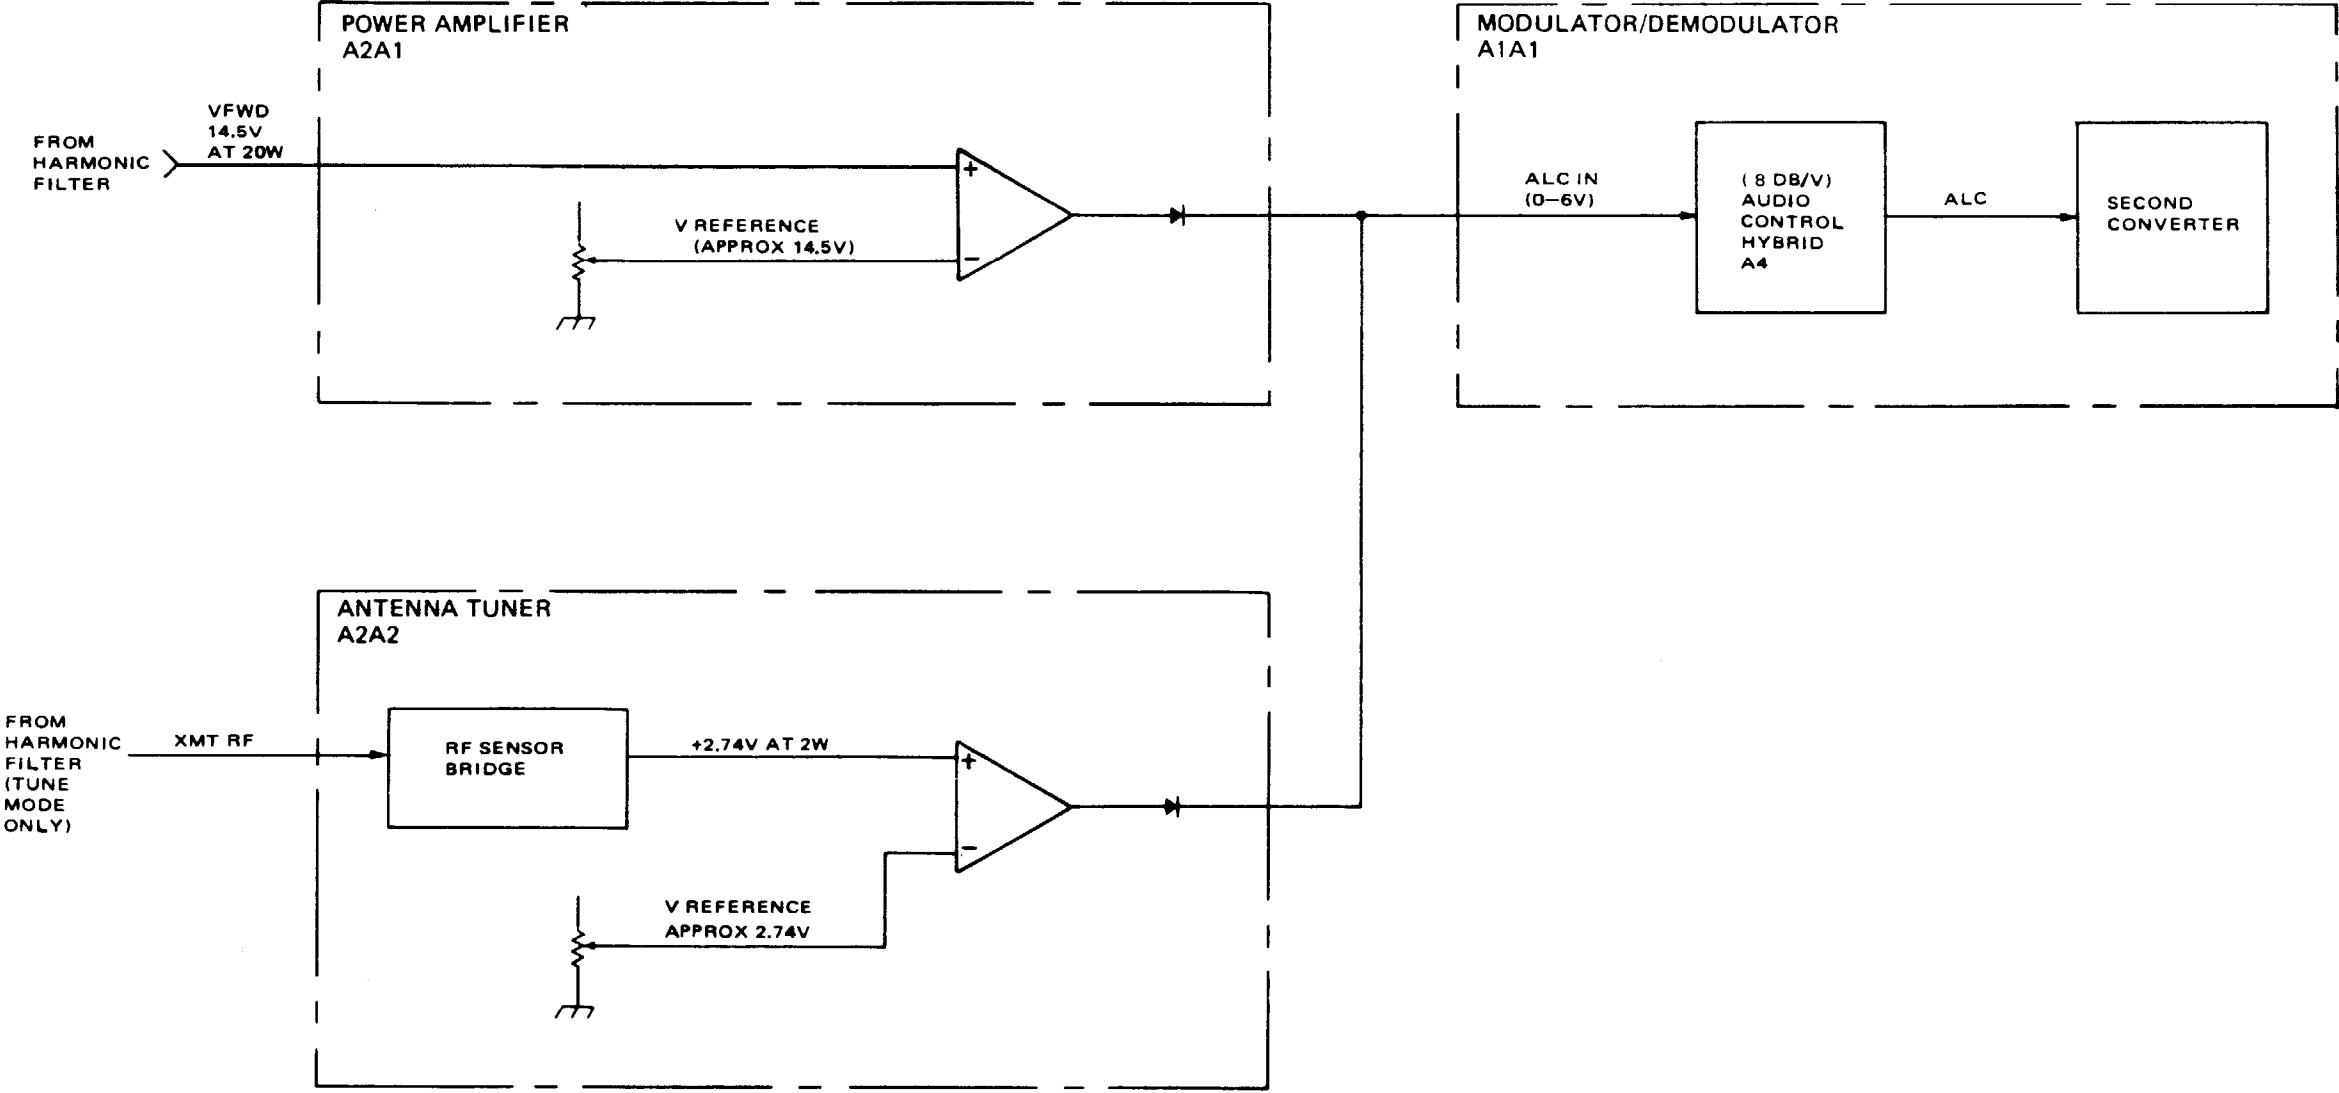 POWER AMPLIFIER
A2A1
VFWD
14.5V
AT 20W
FROM
HARMONIC
FILTER
+
V REFERENCE
(APPROX 14.5V)
−
MODULATOR/DEMODULATOR
A1A1
ALC IN
(0–6V)
( 8 DB/V)
AUDIO
CONTROL
HYBRID
A4
ALC
SECOND
CONVERTER
ANTENNA TUNER
A2A2
FROM
HARMONIC
FILTER
(TUNE
MODE
ONLY)
XMT RF
RF SENSOR
BRIDGE
+2.74V AT 2W
+
−
V REFERENCE
APPROX 2.74V